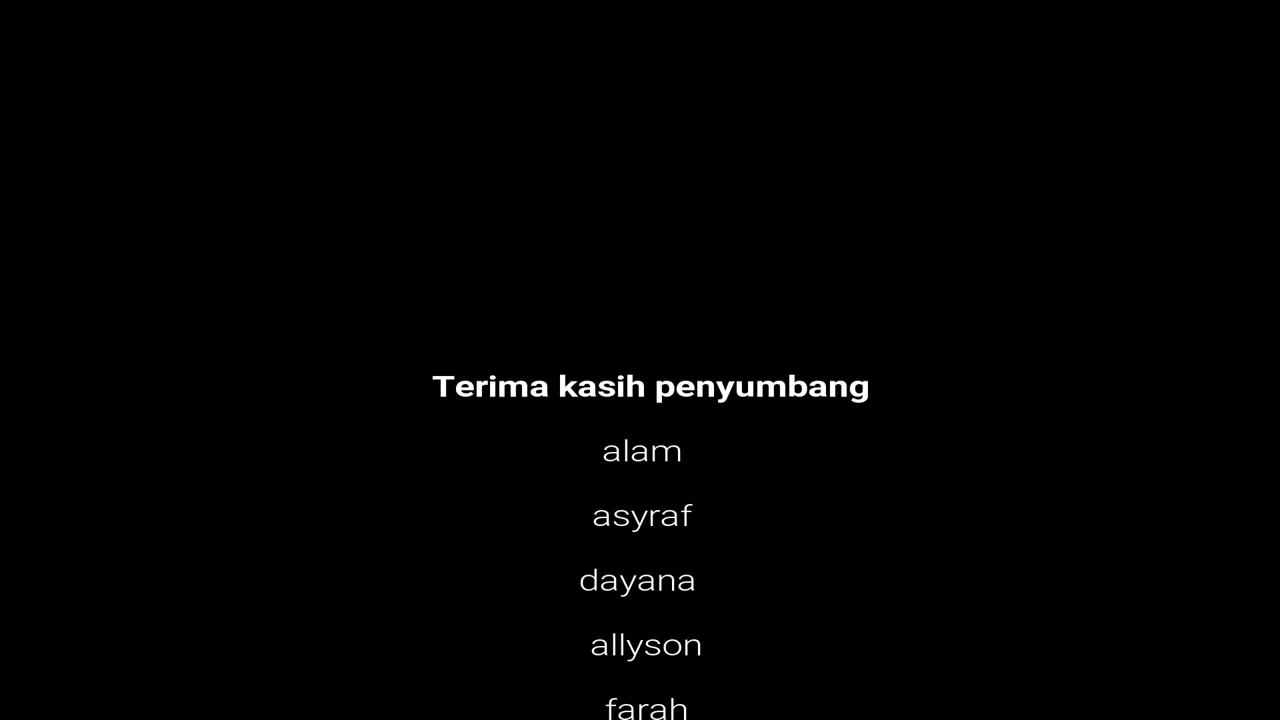 Terima kasih penyumbang
alam
asyraf
dayana
allyson
farah